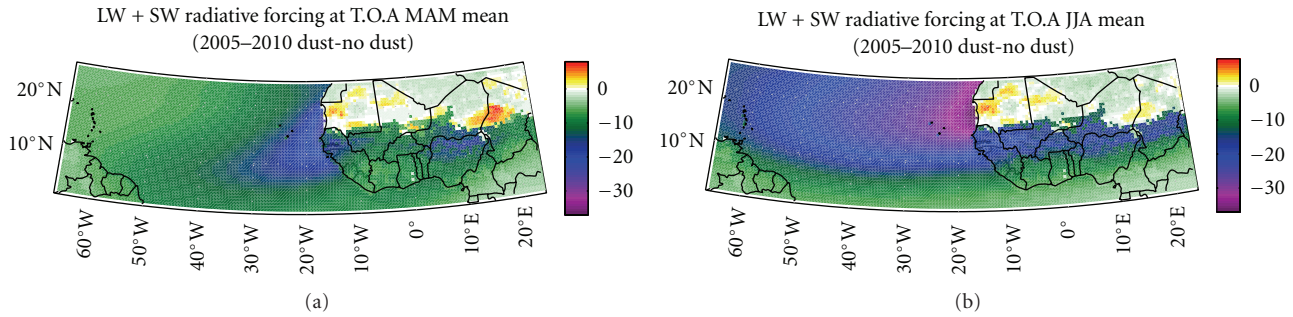 LW + SW radiative forcing at T.O.A MAM mean
(2005–2010 dust-no dust)
20°N
10°N
60°W
50°W
40°W
30°W
20°W
10°W
0°
10°E
20°E
0
−10
−20
−30
(a)
LW + SW radiative forcing at T.O.A JJA mean
(2005–2010 dust-no dust)
20°N
10°N
60°W
50°W
40°W
30°W
20°W
10°W
0°
10°E
20°E
0
−10
−20
−30
(b)